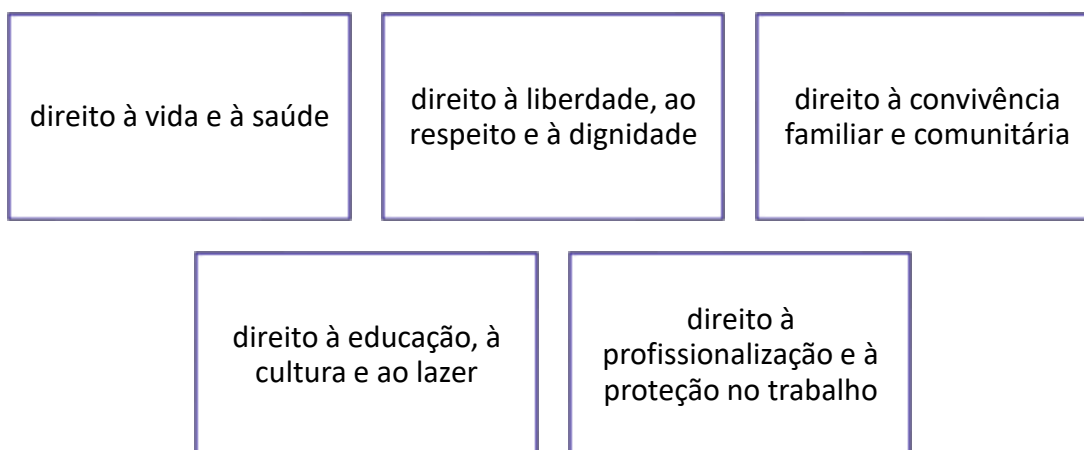 direito à vida e à saúde
direito à liberdade, ao
respeito e à dignidade
direito à convivência
familiar e comunitária
direito à educação, à
cultura e ao lazer
direito à
profissionalização e à
proteção no trabalho